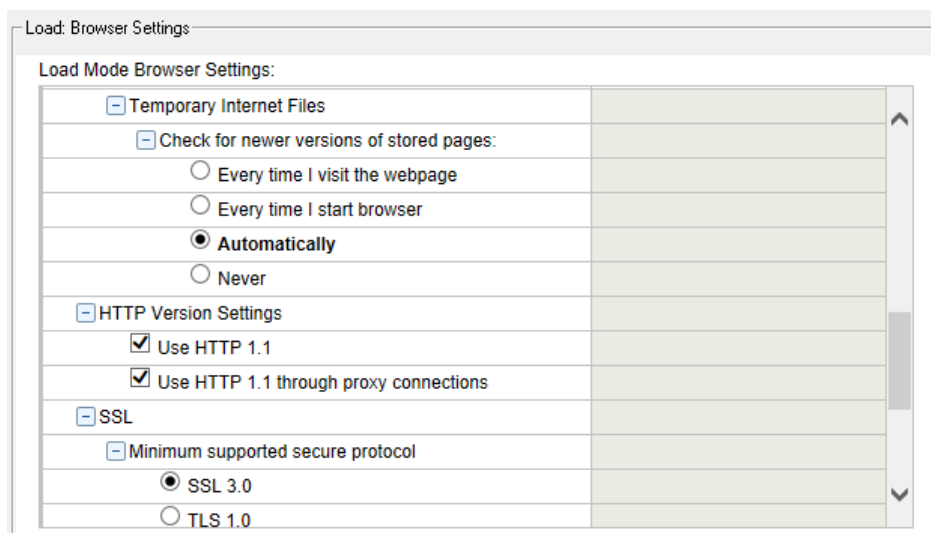 Load: Browser Settings
Load Mode Browser Settings:
Temporary Internet Files
Check for newer versions of stored pages:
Every time I visit the webpage
Every time I start browser
Automatically
Never
HTTP Version Settings
Use HTTP 1.1
Use HTTP 1.1 through proxy connections
SSL
Minimum supported secure protocol
SSL 3.0
TLS 1.0